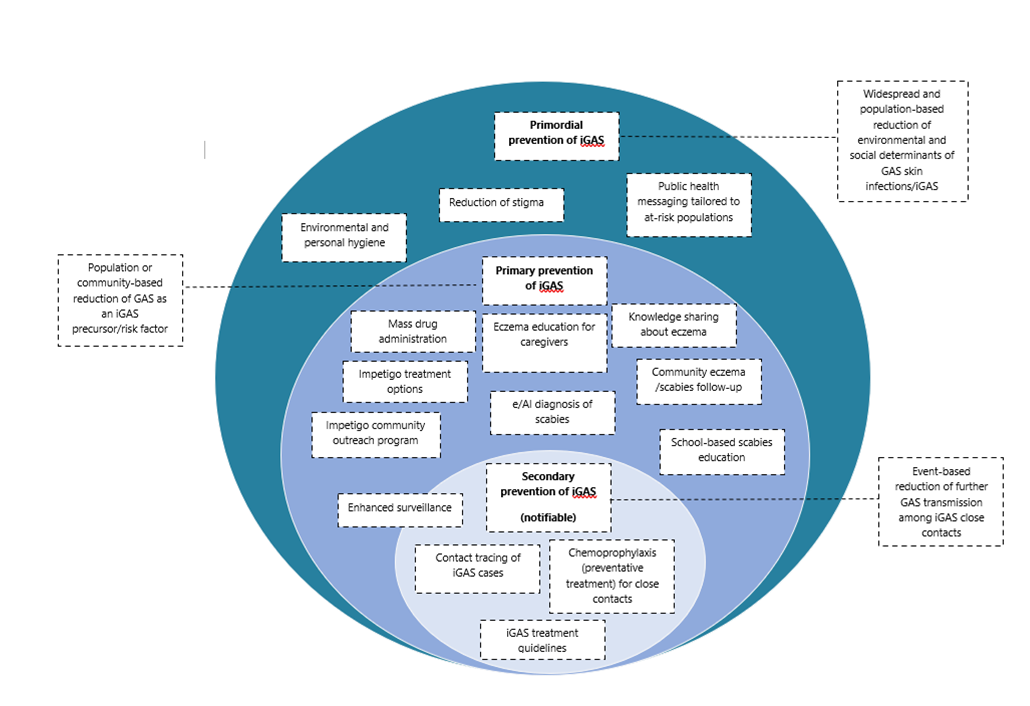 Widespread and
population-based
reduction of
environmental and
social determinants of
GAS skin
infections/iGAS
Primordial
prevention of iGAS
Public health
messaging tailored to
at-risk populations
Reduction of stigma
Environmental and
personal hygiene
Population or
community-based
reduction of GAS as
an iGAS
precursor/risk factor
Primary prevention
of iGAS
Mass drug
administration
Eczema education for
caregivers
Knowledge sharing
about eczema
Impetigo treatment
options
Community eczema
/scabies follow-up
e/AI diagnosis of
scabies
Impetigo community
outreach program
School-based scabies
education
Secondary
prevention of iGAS
(notifiable)
Event-based
reduction of further
GAS transmission
among iGAS close
contacts
Enhanced surveillance
Contact tracing of
iGAS cases
Chemoprophylaxis
(preventative
treatment) for close
contacts
iGAS treatment
guidelines